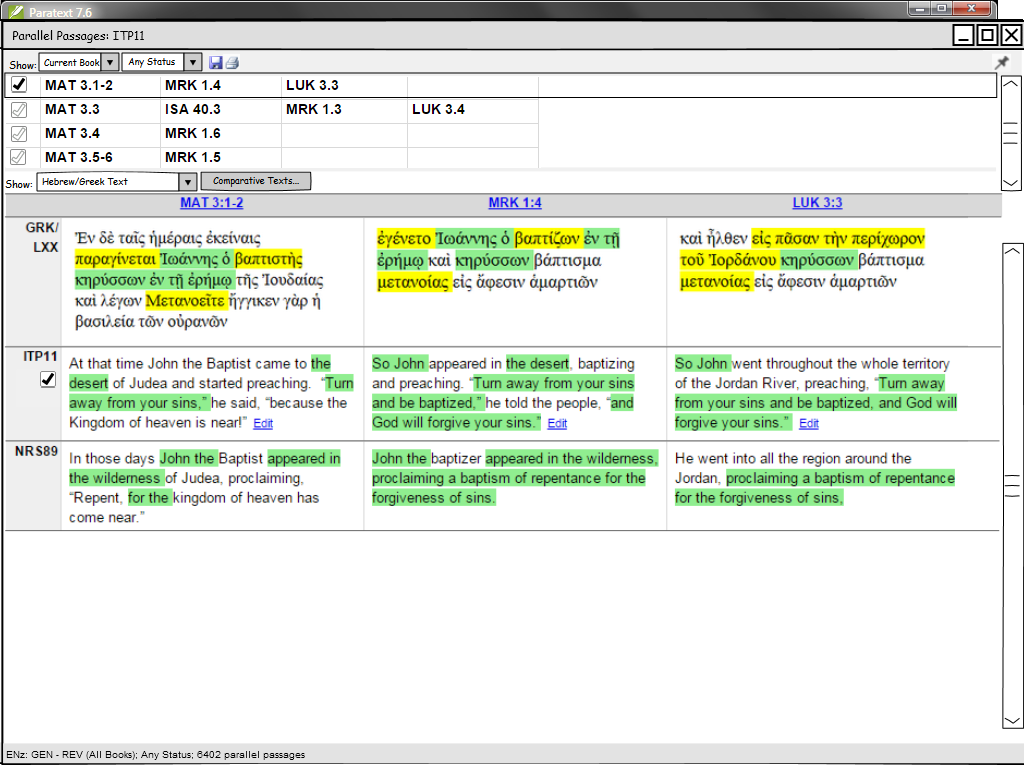 Paratext 7.6
Parallel Passages: ITP11
Show: Current Book Any Status
MAT 3.1-2 MRK 1.4 LUK 3.3
MAT 3.3 ISA 40.3 MRK 1.3 LUK 3.4
MAT 3.4 MRK 1.6
MAT 3.5-6 MRK 1.5
Show: Hebrew/Greek Text Comparative Texts...
MAT 3:1-2 MRK 1:4 LUK 3:3
GRK/
LXX
Ἐν δὲ ταῖς ἡμέραις ἐκείναις
παραγίνεται Ἰωάννης ὁ βαπτιστὴς
κηρύσσων ἐν τῇ ἐρήμῳ τῆς Ἰουδαίας
καὶ λέγων Μετανοεῖτε ἤγγικεν γὰρ ἡ
βασιλεία τῶν οὐρανῶν
ἐγένετο Ἰωάννης ὁ βαπτίζων ἐν τῇ
ἐρήμῳ καὶ κηρύσσων βάπτισμα
μετανοίας εἰς ἄφεσιν ἁμαρτιῶν
καὶ ἦλθεν εἰς πᾶσαν τὴν περίχωρον
τοῦ Ἰορδάνου κηρύσσων βάπτισμα
μετανοίας εἰς ἄφεσιν ἁμαρτιῶν
ITP11
At that time John the Baptist came to the
desert of Judea and started preaching. “Turn
away from your sins,” he said, “because the
Kingdom of heaven is near!” Edit
So John appeared in the desert, baptizing
and preaching. “Turn away from your sins
and be baptized,” he told the people, “and
God will forgive your sins.” Edit
So John went throughout the whole territory
of the Jordan River, preaching, “Turn away
from your sins and be baptized, and God will
forgive your sins.” Edit
NRS89
In those days John the Baptist appeared in
the wilderness of Judea, proclaiming,
“Repent, for the kingdom of heaven has
come near.”
John the baptizer appeared in the wilderness,
proclaiming a baptism of repentance for the
forgiveness of sins.
He went into all the region around the
Jordan, proclaiming a baptism of repentance
for the forgiveness of sins,
ENz: GEN - REV (All Books); Any Status; 6402 parallel passages